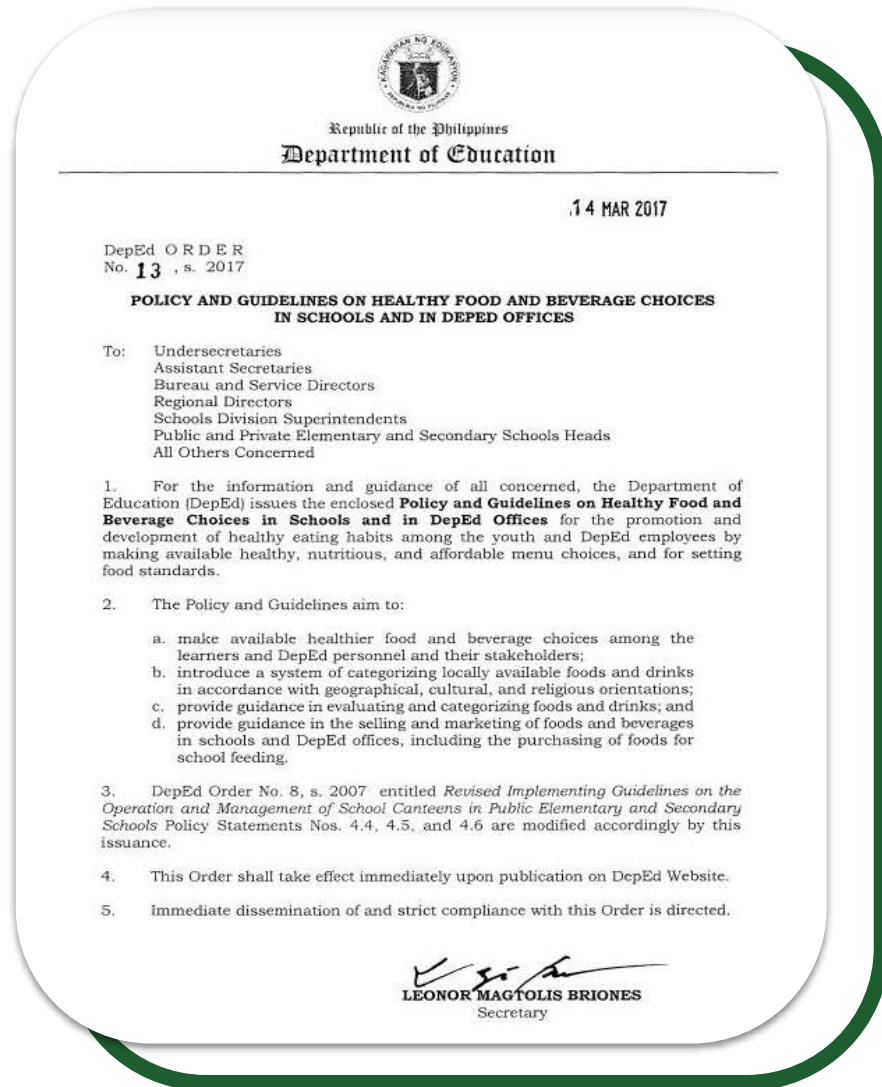 KAGAWARAN NG EDUKASYON
REPUBLIKA NG PILIPINAS
Republic of the Philippines
Department of Education
14 MAR 2017
DepEd O R D E R
No. 13 , s. 2017
POLICY AND GUIDELINES ON HEALTHY FOOD AND BEVERAGE CHOICES
IN SCHOOLS AND IN DEPED OFFICES
To: Undersecretaries
Assistant Secretaries
Bureau and Service Directors
Regional Directors
Schools Division Superintendents
Public and Private Elementary and Secondary Schools Heads
All Others Concerned
1. For the information and guidance of all concerned, the Department of
Education (DepEd) issues the enclosed Policy and Guidelines on Healthy Food and
Beverage Choices in Schools and in DepEd Offices for the promotion and
development of healthy eating habits among the youth and DepEd employees by
making available healthy, nutritious, and affordable menu choices, and for setting
food standards.
2. The Policy and Guidelines aim to:
a. make available healthier food and beverage choices among the
learners and DepEd personnel and their stakeholders;
b. introduce a system of categorizing locally available foods and drinks
in accordance with geographical, cultural, and religious orientations;
c. provide guidance in evaluating and categorizing foods and drinks; and
d. provide guidance in the selling and marketing of foods and beverages
in schools and DepEd offices, including the purchasing of foods for
school feeding.
3. DepEd Order No. 8, s. 2007 entitled Revised Implementing Guidelines on the
Operation and Management of School Canteens in Public Elementary and Secondary
Schools Policy Statements Nos. 4.4, 4.5, and 4.6 are modified accordingly by this
issuance.
4. This Order shall take effect immediately upon publication on DepEd Website.
5. Immediate dissemination of and strict compliance with this Order is directed.
LEONOR MAGTOLIS BRIONES
Secretary